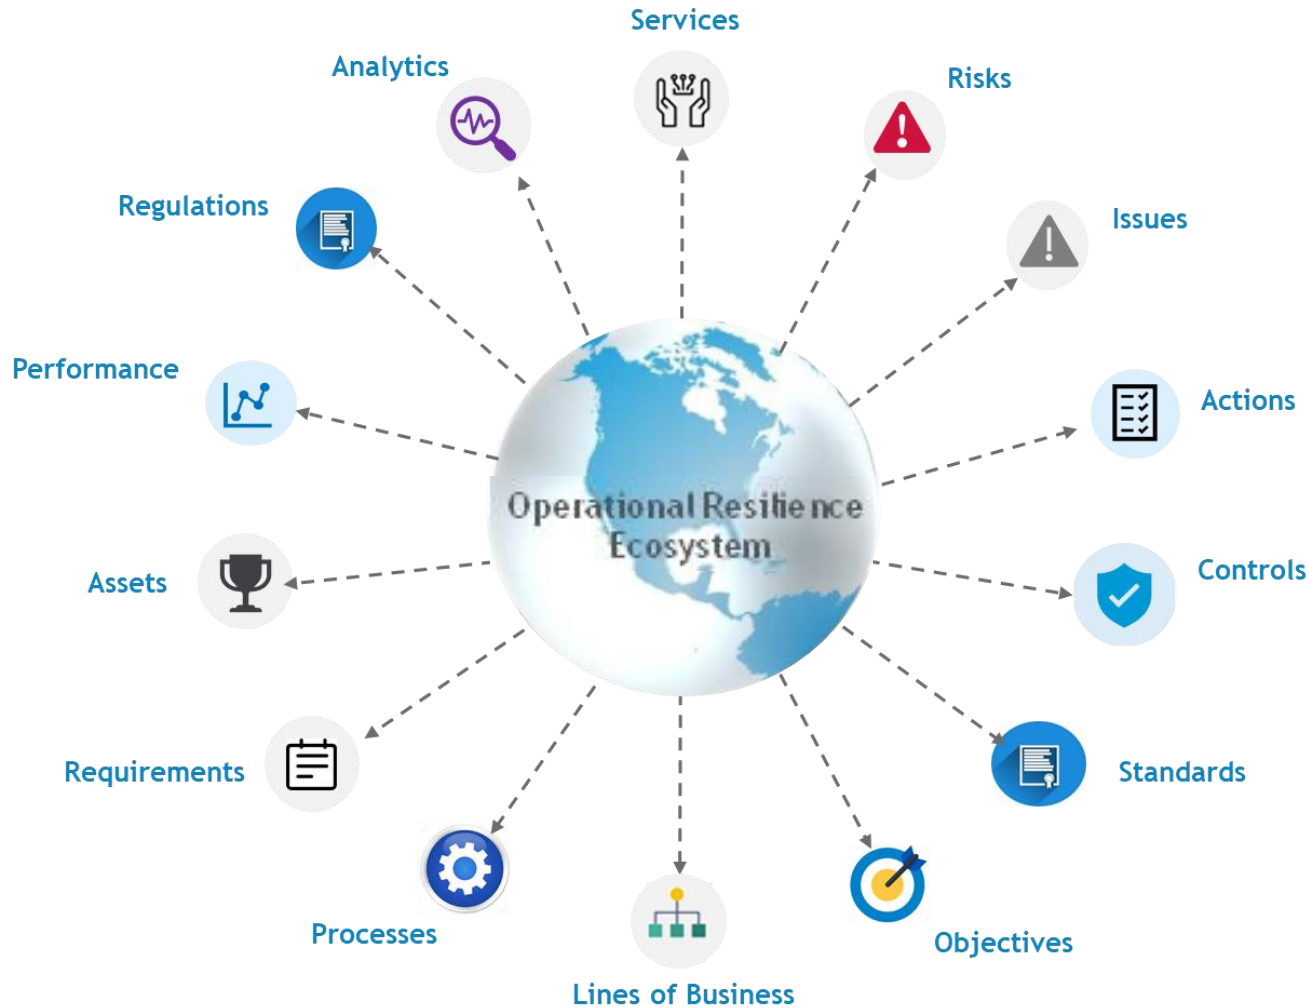 Services
Analytics
Risks
Regulations
Issues
Performance
Actions
Operational Resilience
Ecosystem
Assets
Controls
Requirements
Standards
Processes
Objectives
Lines of Business